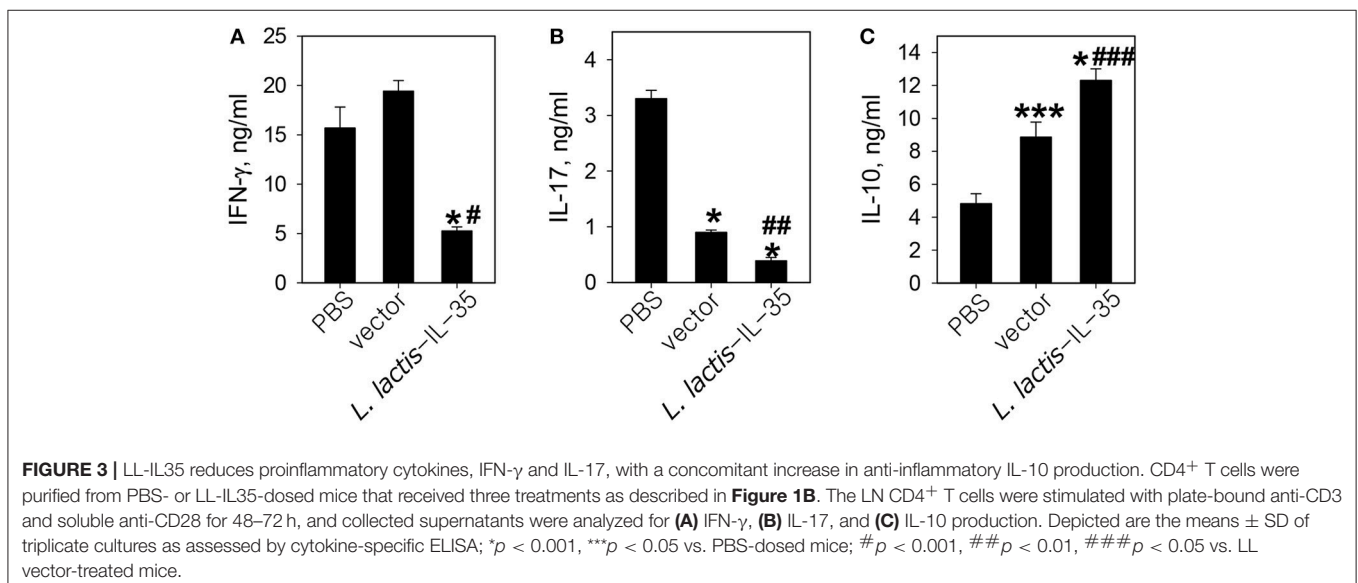 A
25
20
15
10
5
0
IFN-γ, ng/ml
* #
PBS
vector
L. lactis–IL–35
B
4
3
2
1
0
IL-17, ng/ml
*
##
*
PBS
vector
L. lactis–IL–35
C
14
12
10
8
6
4
2
0
IL-10, ng/ml
***
* ###
PBS
vector
L. lactis–IL–35
FIGURE 3 | LL-IL35 reduces proinflammatory cytokines, IFN-γ and IL-17, with a concomitant increase in anti-inflammatory IL-10 production. CD4+ T cells were
purified from PBS- or LL-IL35-dosed mice that received three treatments as described in Figure 1B. The LN CD4+ T cells were stimulated with plate-bound anti-CD3
and soluble anti-CD28 for 48–72 h, and collected supernatants were analyzed for (A) IFN-γ, (B) IL-17, and (C) IL-10 production. Depicted are the means ± SD of
triplicate cultures as assessed by cytokine-specific ELISA; *p < 0.001, ***p < 0.05 vs. PBS-dosed mice; #p < 0.001, ##p < 0.01, ###p < 0.05 vs. LL
vector-treated mice.